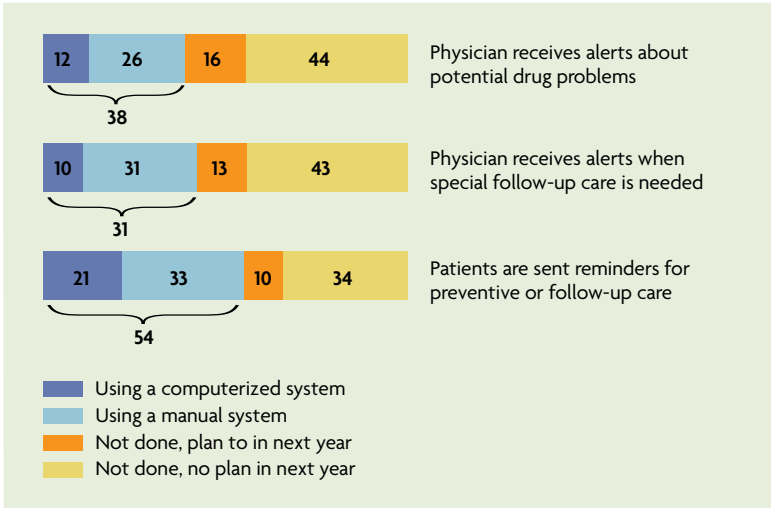 12 26 16 44
Physician receives alerts about
potential drug problems
38
10 31 13 43
Physician receives alerts when
special follow-up care is needed
31
21 33 10 34
Patients are sent reminders for
preventive or follow-up care
54
Using a computerized system
Using a manual system
Not done, plan to in next year
Not done, no plan in next year